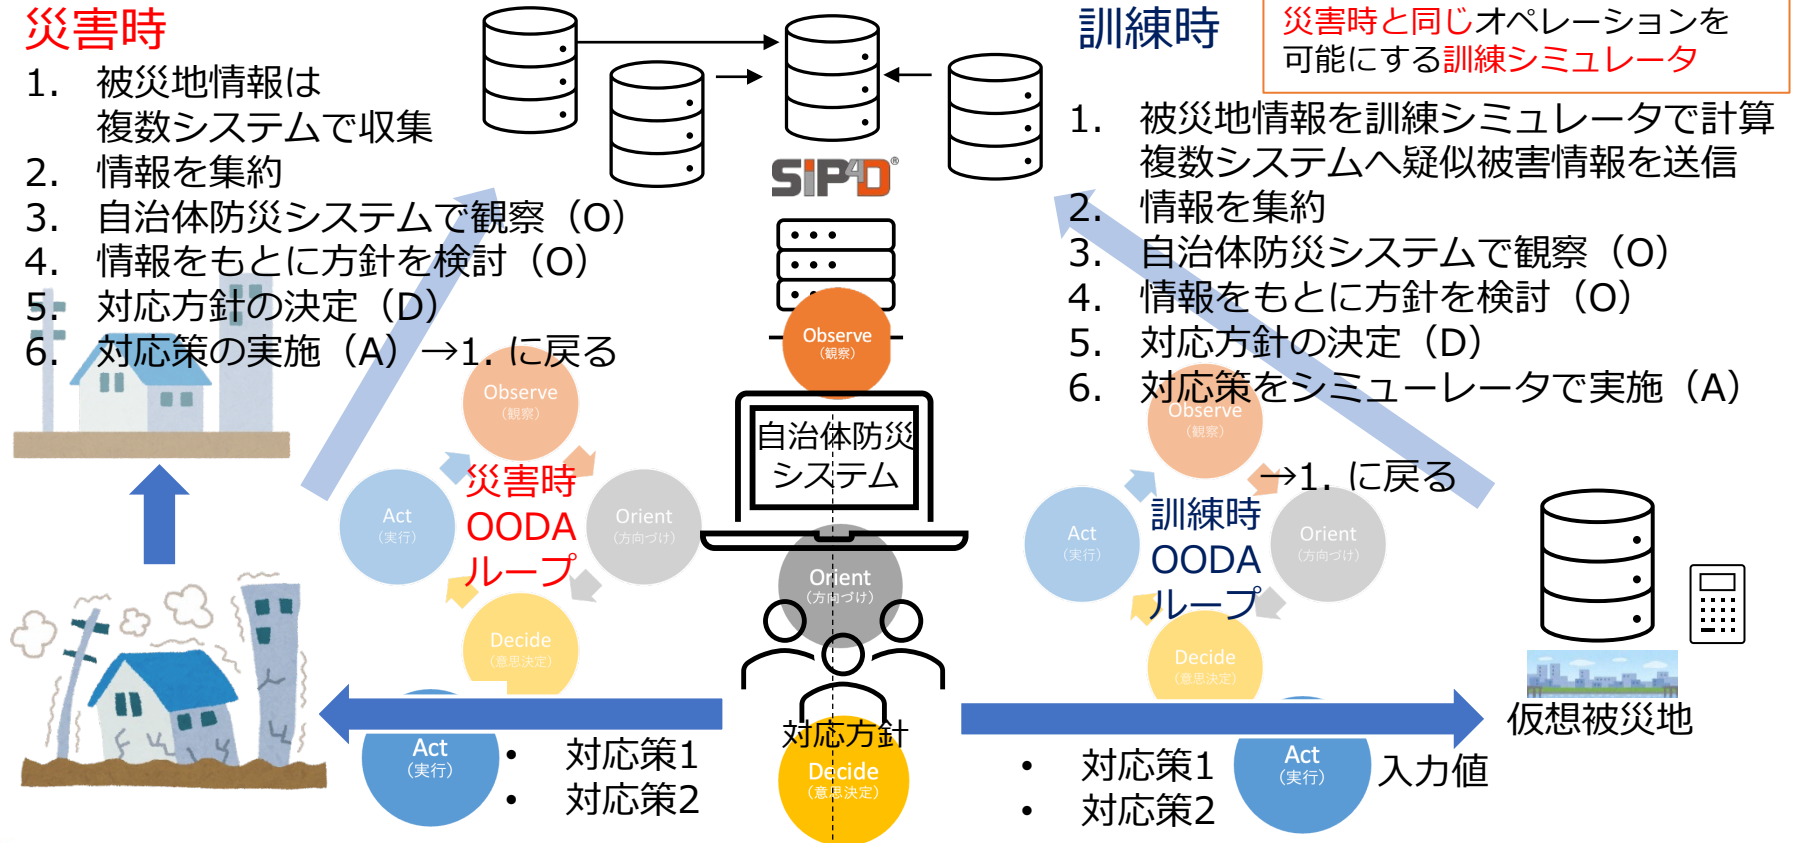 災害時
1. 被災地情報は
複数システムで収集
2. 情報を集約
3. 自治体防災システムで観察（O）
4. 情報をもとに方針を検討（O）
5. 対応方針の決定（D）
6. 対応策の実施（A）→1. に戻る
SIP4D®
訓練時
災害時と同じオペレーションを
可能にする訓練シミュレータ
1. 被災地情報を訓練シミュレータで計算
複数システムへ疑似被害情報を送信
2. 情報を集約
3. 自治体防災システムで観察（O）
4. 情報をもとに方針を検討（O）
5. 対応方針の決定（D）
6. 対応策をシミューレータで実施（A）
→1. に戻る
Observe
（観察）
Orient
（方向づけ）
Decide
（意思決定）
Act
（実行）
災害時
OODA
ループ
Observe
（観察）
自治体防災
システム
Orient
（方向づけ）
対応方針
Decide
（意思決定）
Observe
（観察）
Orient
（方向づけ）
Decide
（意思決定）
Act
（実行）
訓練時
OODA
ループ
Act
（実行）
• 対応策1
• 対応策2
• 対応策1
• 対応策2
Act
（実行）
入力値
仮想被災地